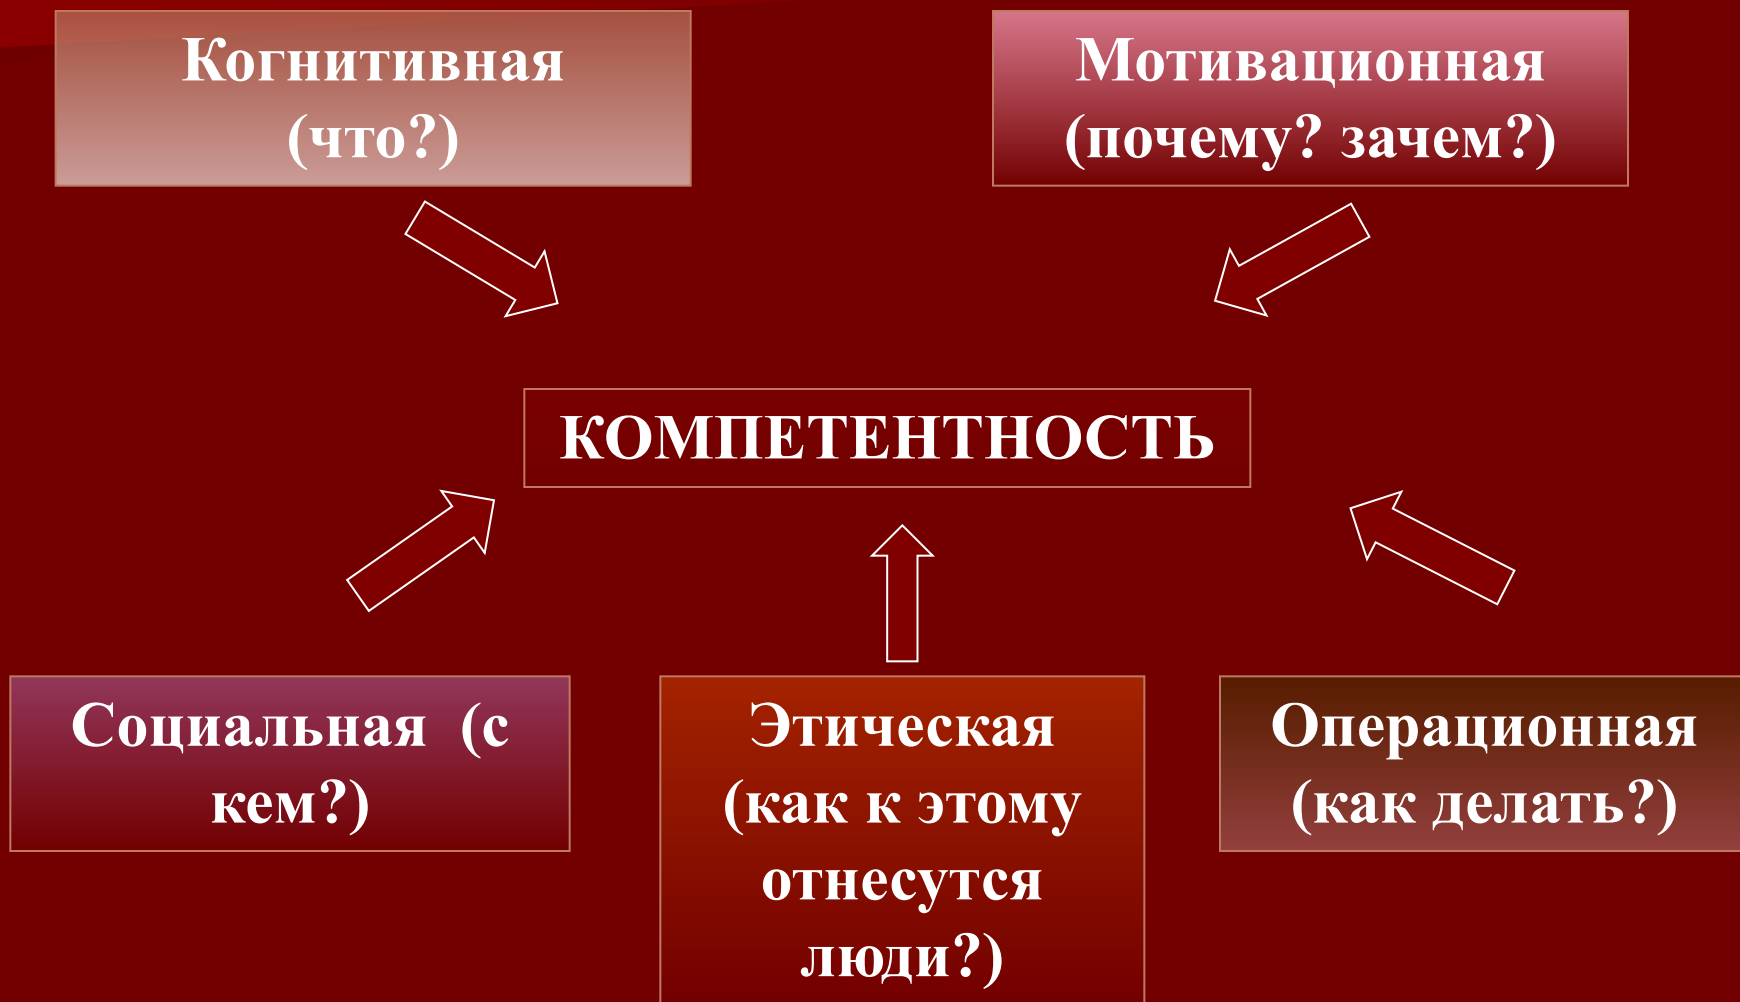 Когнитивная
(что?)
Мотивационная
(почему? зачем?)
КОМПЕТЕНТНОСТЬ
Социальная (с
кем?)
Этическая
(как к этому
отнесутся
люди?)
Операционная
(как делать?)